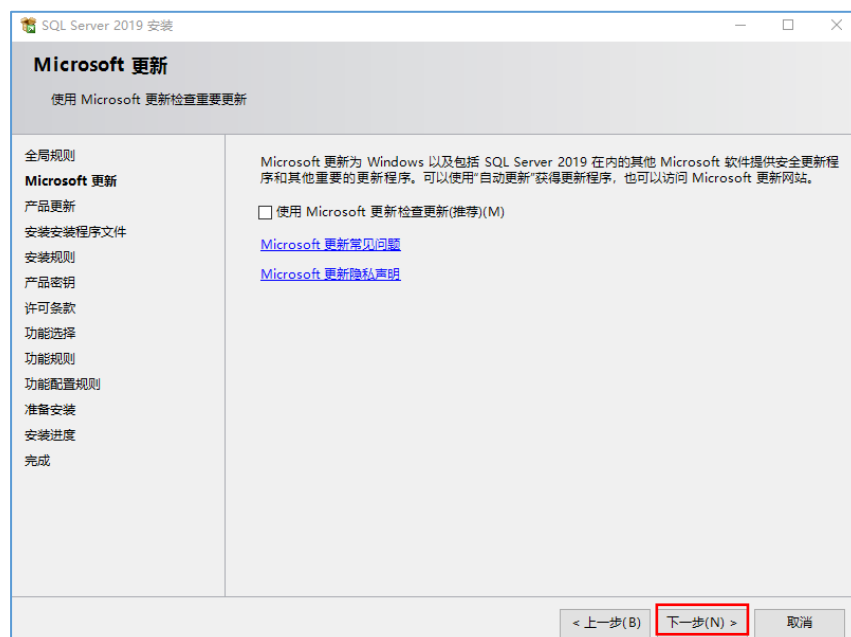 SQL Server 2019 安装
Microsoft 更新
使用 Microsoft 更新检查重要更新
全局规则
Microsoft 更新
产品更新
安装安装程序文件
安装规则
产品密钥
许可条款
功能选择
功能规则
功能配置规则
准备安装
安装进度
完成
Microsoft 更新为 Windows 以及包括 SQL Server 2019 在内的其他 Microsoft 软件提供安全更新程
序和其他重要的更新程序。可以使用“自动更新”获得更新程序，也可以访问 Microsoft 更新网站。
使用 Microsoft 更新检查更新(推荐)(M)
Microsoft 更新常见问题
Microsoft 更新隐私声明
< 上一步(B)
下一步(N) >
取消